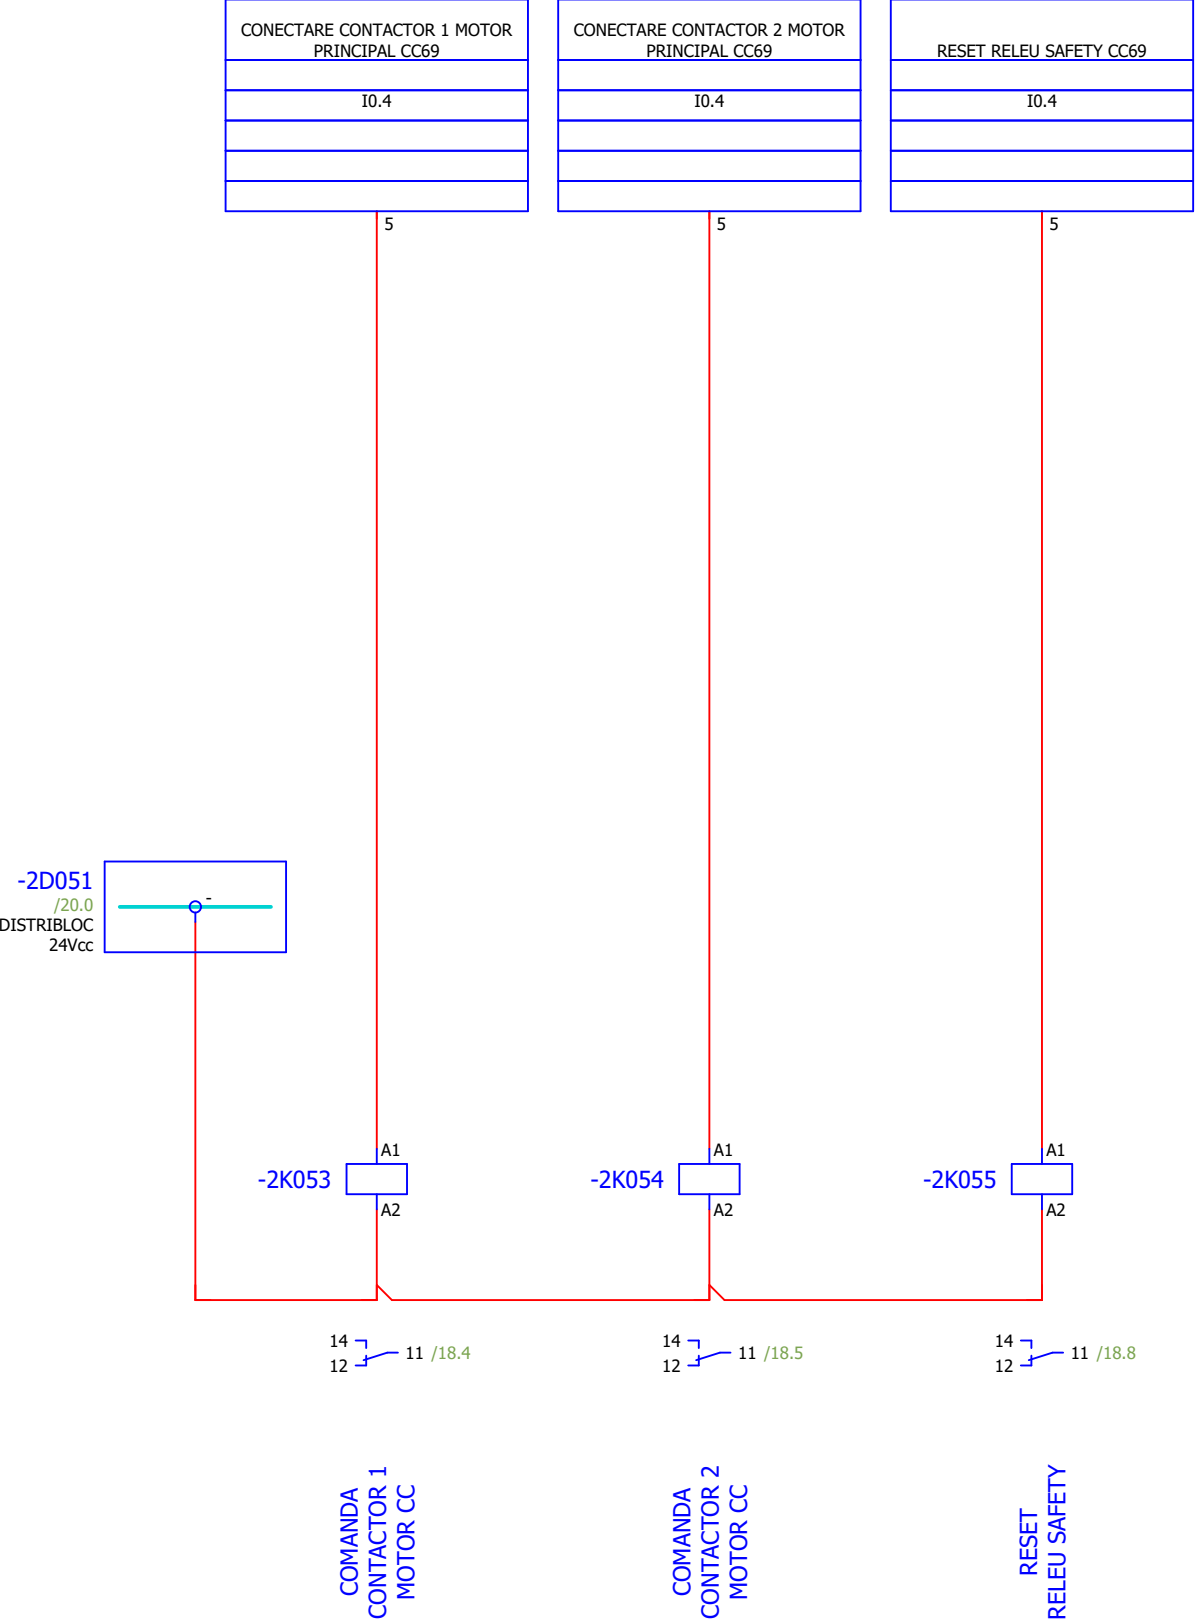 CONECTARE CONTACTOR 1 MOTOR
PRINCIPAL CC69
I0.4
5
CONECTARE CONTACTOR 2 MOTOR
PRINCIPAL CC69
I0.4
5
RESET RELEU SAFETY CC69
I0.4
5
-2D051
/20.0
DISTRIBLOC
24Vcc
-
A1
-2K053
A2
A1
-2K054
A2
A1
-2K055
A2
14
12
11 /18.4
14
12
11 /18.5
14
12
11 /18.8
COMANDA
CONTACTOR 1
MOTOR CC
COMANDA
CONTACTOR 2
MOTOR CC
RESET
RELEU SAFETY